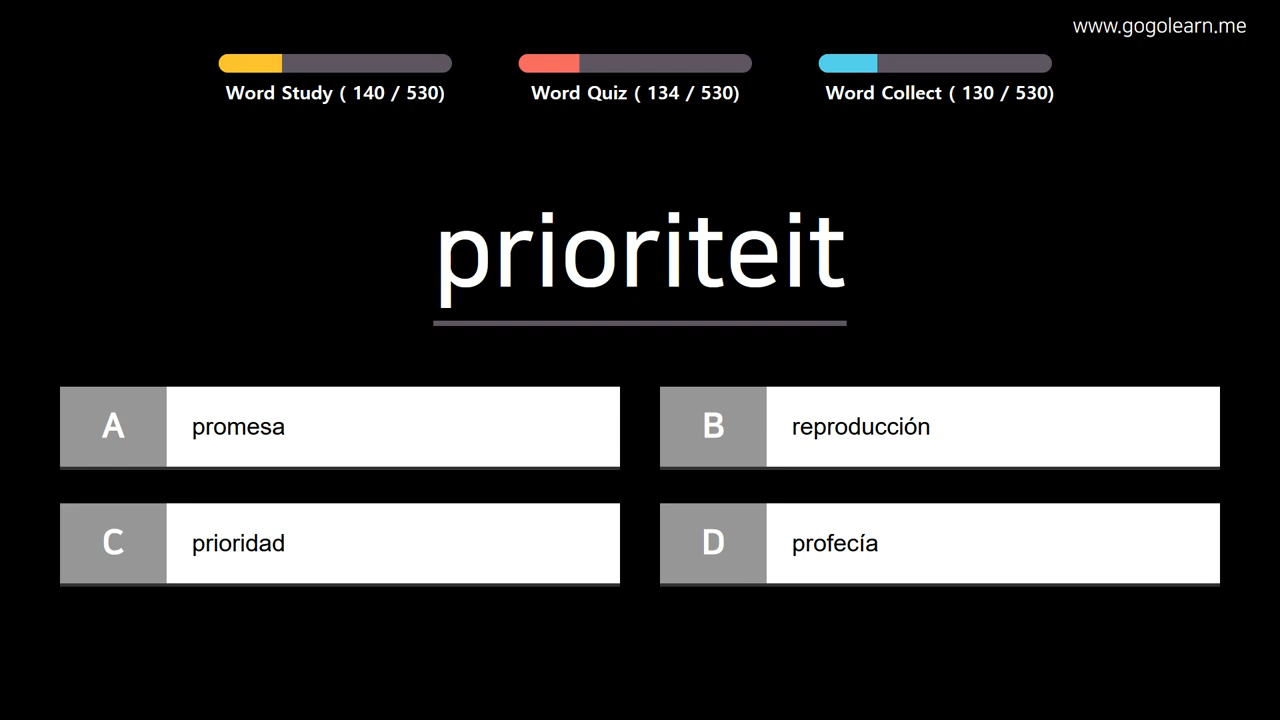 www.gogolearn.me
Word Study ( 140 / 530)
Word Quiz ( 134 / 530)
Word Collect ( 130 / 530)
prioriteit
A
promesa
B
reproducción
C
prioridad
D
profecía